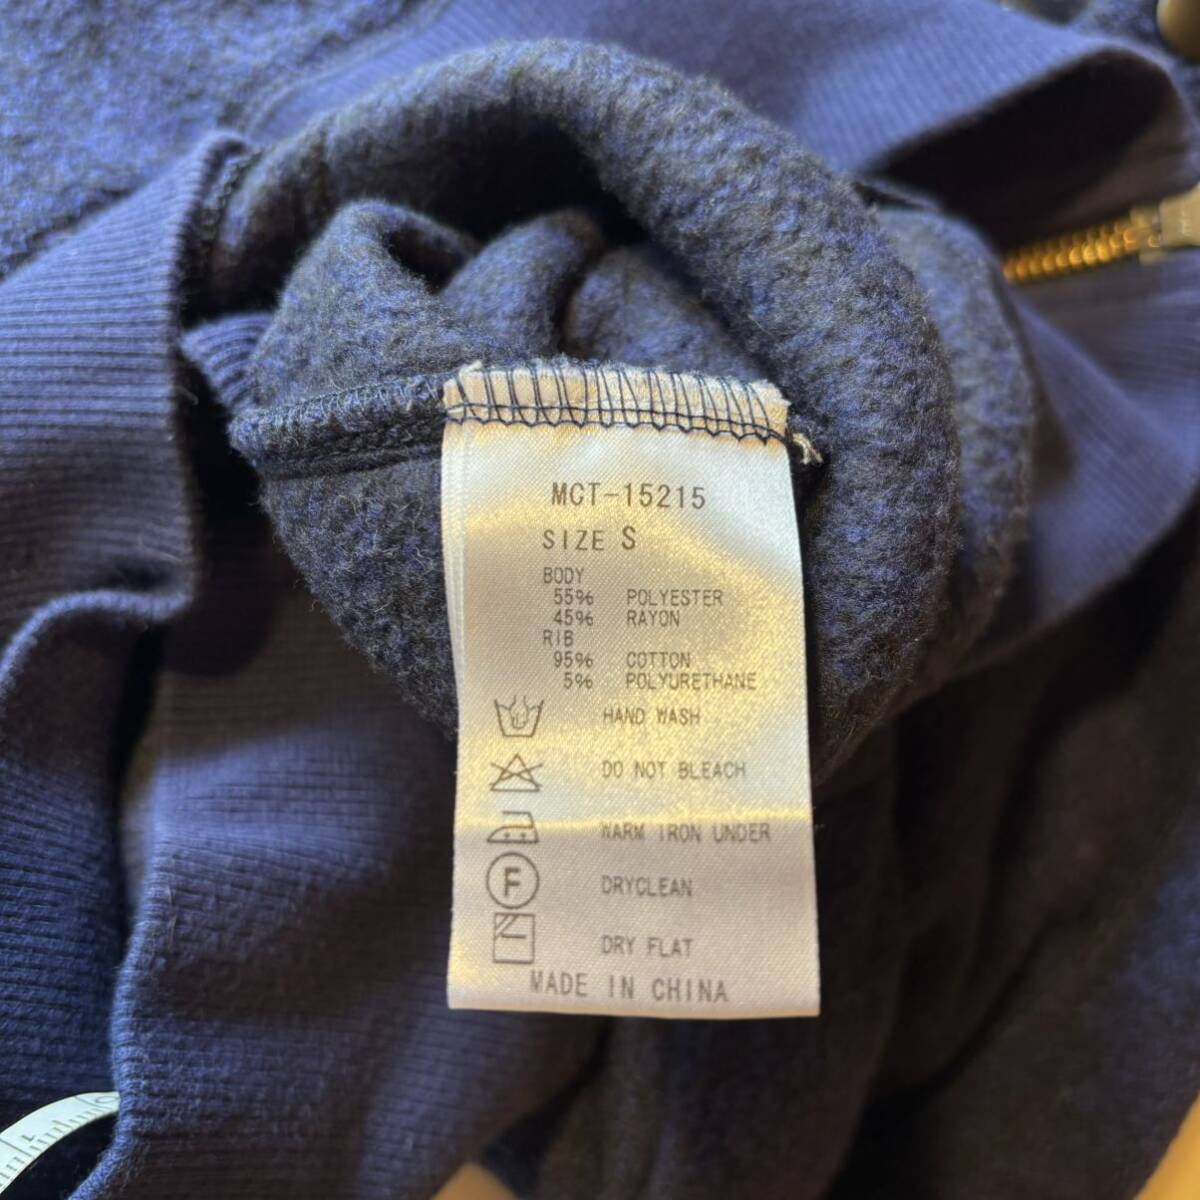 MCT-15215
SIZE S
BODY
55% POLYESTER
45% RAYON
RIB
95% COTTON
5% POLYURETHANE
HAND WASH
DO NOT BLEACH
WARM IRON UNDER
F DRYCLEAN
DRY FLAT
MADE IN CHINA
1